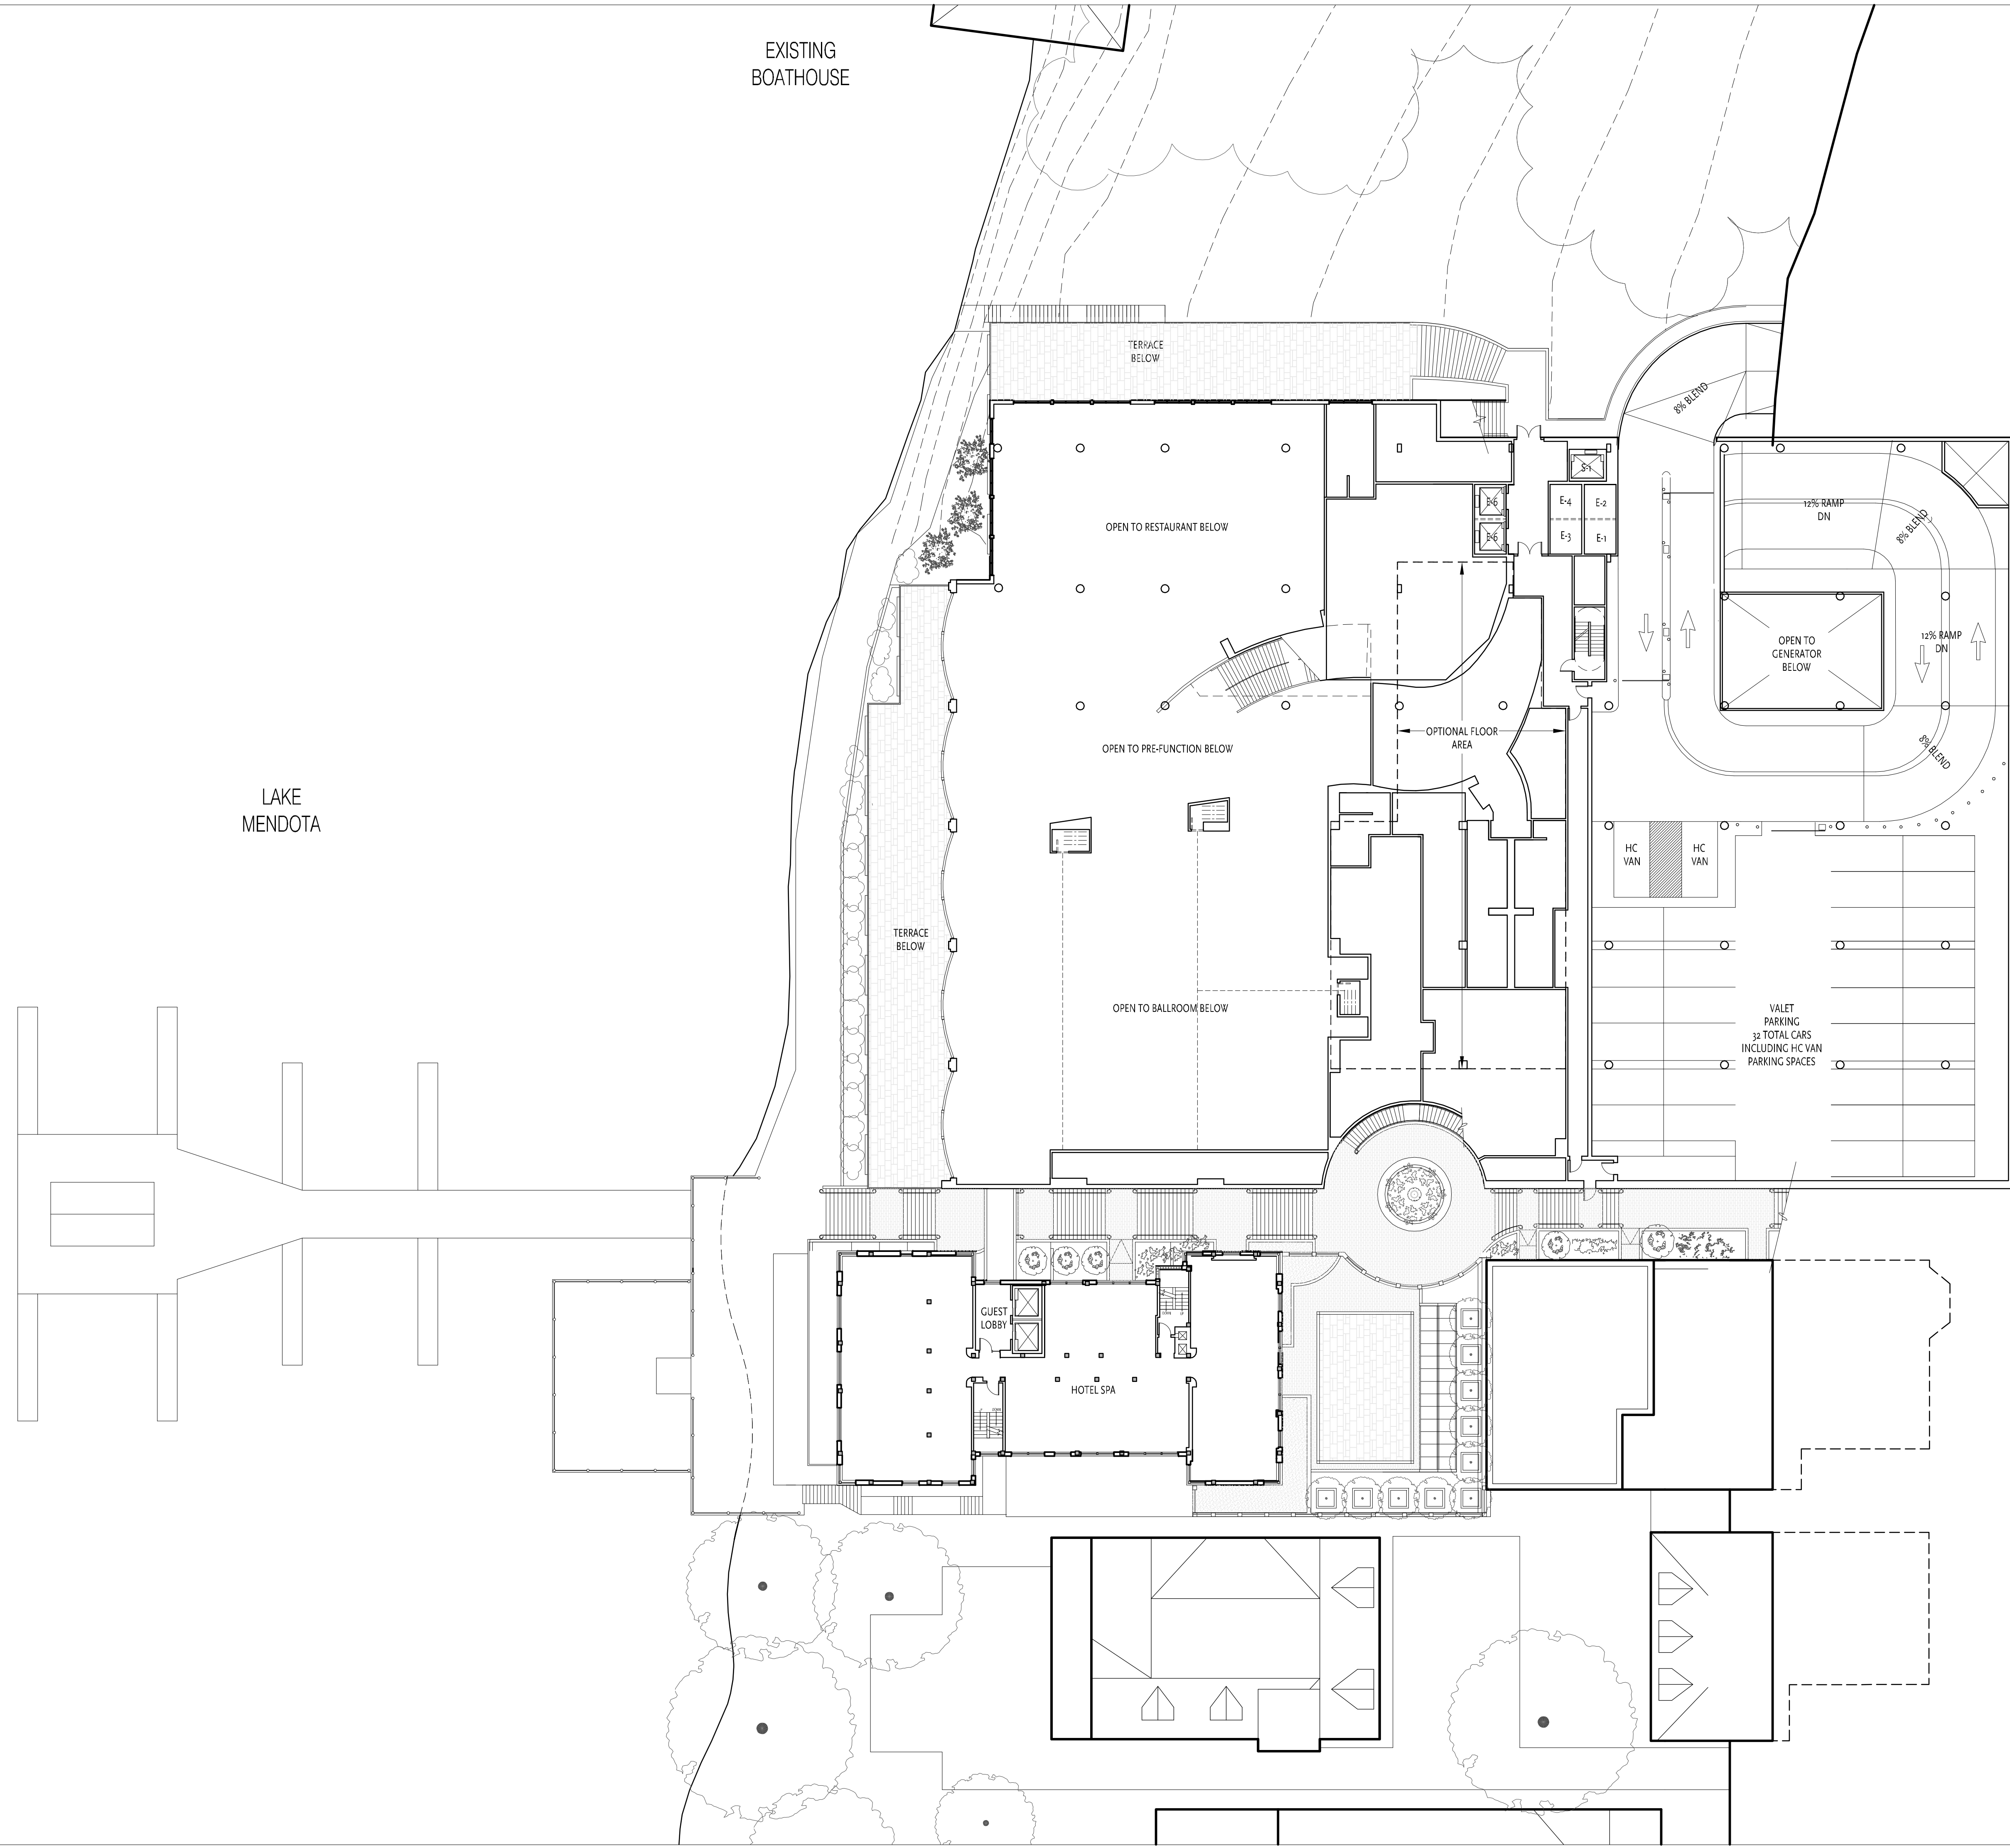 EXISTING
BOATHOUSE
TERRACE
BELOW
8% BLEND
S-1
E-6
E-4
E-2
12% RAMP
DN
8% BLEND
OPEN TO RESTAURANT BELOW
E-6
E-3
E-1
OPEN TO
GENERATOR
BELOW
12% RAMP
DN
OPTIONAL FLOOR
AREA
OPEN TO PRE-FUNCTION BELOW
8% BLEND
LAKE
MENDOTA
HC
VAN
HC
VAN
TERRACE
BELOW
OPEN TO BALLROOM BELOW
VALET
PARKING
32 TOTAL CARS
INCLUDING HC VAN
PARKING SPACES
GUEST
LOBBY
HOTEL SPA